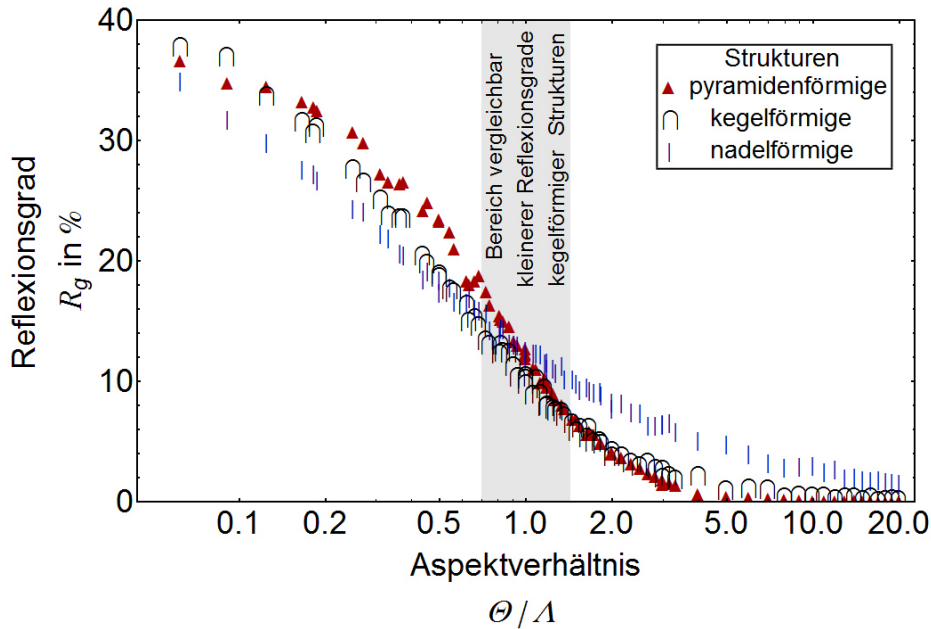 40
30
20
10
0
Reflexionsgrad
R_g in %
Bereich vergleichbar
kleinerer Reflexionsgrade
kegelförmiger Strukturen
Strukturen
pyramidenförmige
kegelförmige
nadelförmige
0.1 0.2 0.5 1.0 2.0 5.0 10.0 20.0
Aspektverhältnis
Θ / Λ